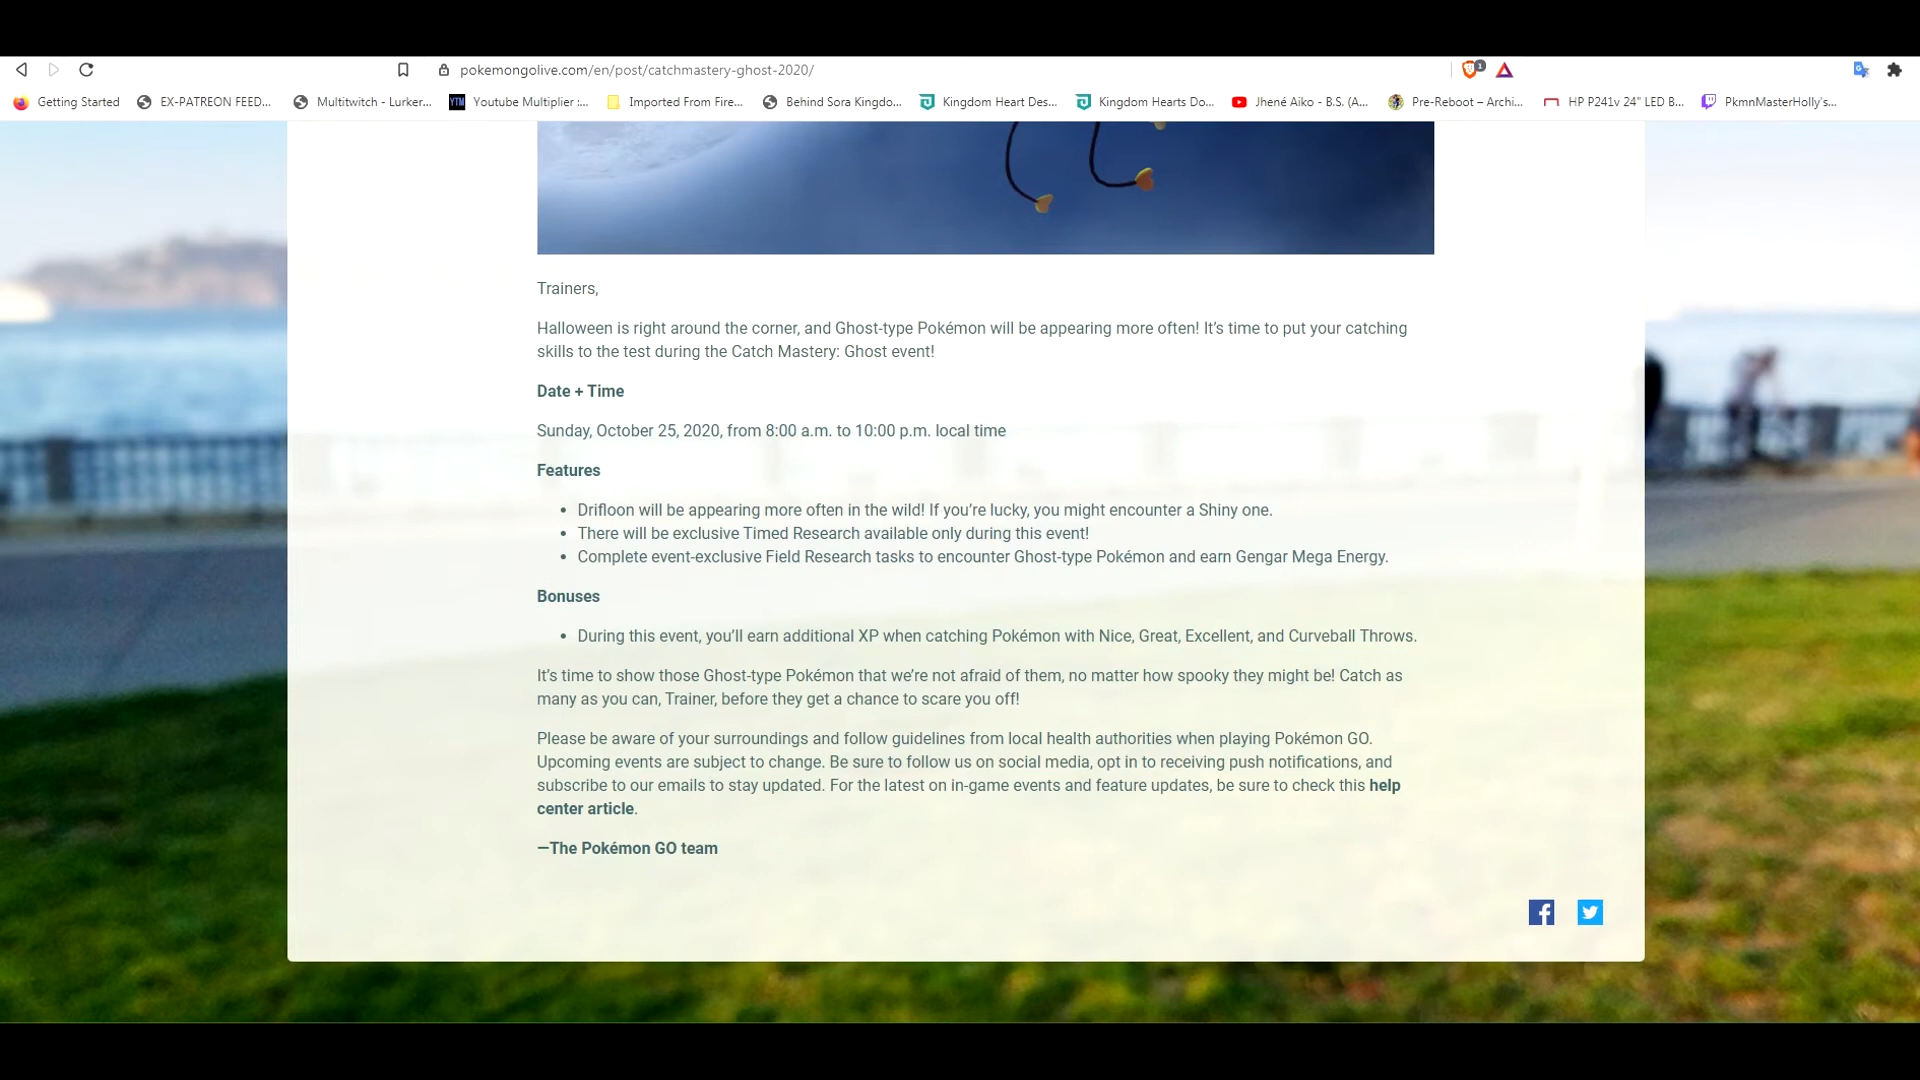 pokemongolive.com/en/post/catchmastery-ghost-2020/
1
Getting Started
EX-PATREON FEED...
Multitwitch - Lurker...
YTM
Youtube Multiplier :...
Imported From Fire...
Behind Sora Kingdo...
Kingdom Heart Des...
Kingdom Hearts Do...
Jhené Aiko - B.S. (A...
Pre-Reboot – Archi...
HP P241v 24" LED B...
PkmnMasterHolly's...
Trainers,
Halloween is right around the corner, and Ghost-type Pokémon will be appearing more often! It’s time to put your catching
skills to the test during the Catch Mastery: Ghost event!
Date + Time
Sunday, October 25, 2020, from 8:00 a.m. to 10:00 p.m. local time
Features
• Drifloon will be appearing more often in the wild! If you’re lucky, you might encounter a Shiny one.
• There will be exclusive Timed Research available only during this event!
• Complete event-exclusive Field Research tasks to encounter Ghost-type Pokémon and earn Gengar Mega Energy.
Bonuses
• During this event, you’ll earn additional XP when catching Pokémon with Nice, Great, Excellent, and Curveball Throws.
It’s time to show those Ghost-type Pokémon that we’re not afraid of them, no matter how spooky they might be! Catch as
many as you can, Trainer, before they get a chance to scare you off!
Please be aware of your surroundings and follow guidelines from local health authorities when playing Pokémon GO.
Upcoming events are subject to change. Be sure to follow us on social media, opt in to receiving push notifications, and
subscribe to our emails to stay updated. For the latest on in-game events and feature updates, be sure to check this help
center article.
—The Pokémon GO team